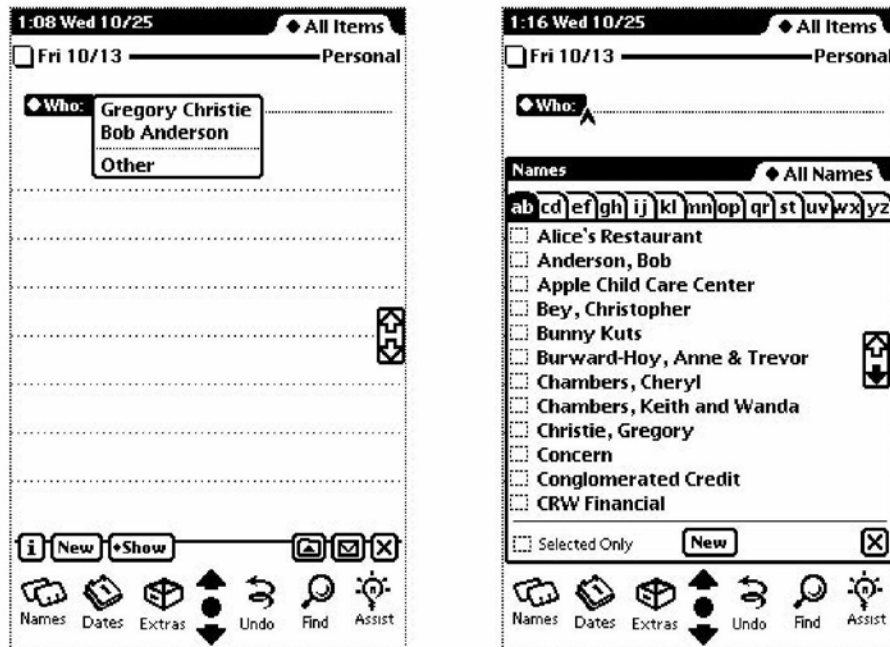 1:08 Wed 10/25 All Items
Fri 10/13 Personal
Who: Gregory Christie
Bob Anderson
Other
i New Show
Names Dates Extras Undo Find Assist
1:16 Wed 10/25 All Items
Fri 10/13 Personal
Who:
Names All Names
ab cd ef gh ij kl mn op qr st uv wx yz
Alice's Restaurant
Anderson, Bob
Apple Child Care Center
Bey, Christopher
Bunny Kuts
Burward-Hoy, Anne & Trevor
Chambers, Cheryl
Chambers, Keith and Wanda
Christie, Gregory
Concern
Conglomerated Credit
CRW Financial
Selected Only New
Names Dates Extras Undo Find Assist